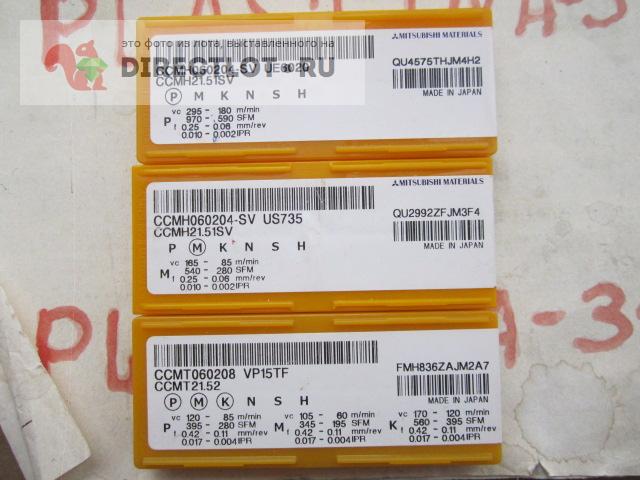 это фото из лота, выставленного на
DIRECTLOT.RU
CCMH060204-SV UE6020
CCMH21.51SV
P M K N S H
P vc 295 - 180 m/min
970 - 590 SFM
f 0.25 - 0.06 mm/rev
0.010 - 0.002IPR
MITSUBISHI MATERIALS
QU4575THJM4H2
MADE IN JAPAN
CCMH060204-SV US735
CCMH21.51SV
P M K N S H
M vc 165 - 85 m/min
540 - 280 SFM
f 0.25 - 0.06 mm/rev
0.010 - 0.002IPR
MITSUBISHI MATERIALS
QU2992ZFJM3F4
MADE IN JAPAN
CCMT060208 VP15TF
CCMT21.52
P M K N S H
P vc 120 - 85 m/min
395 - 280 SFM
f 0.42 - 0.11 mm/rev
0.017 - 0.004IPR
M vc 105 - 60 m/min
345 - 195 SFM
f 0.42 - 0.11 mm/rev
0.017 - 0.004IPR
K vc 170 - 120 m/min
560 - 395 SFM
f 0.42 - 0.11 mm/rev
0.017 - 0.004IPR
FMH836ZAJM2A7
MADE IN JAPAN